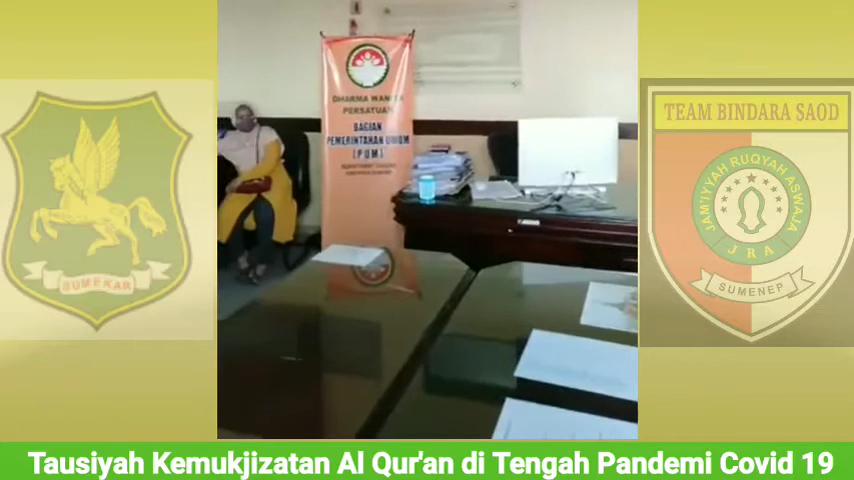 DHARMA WANITA
PERSATUAN
BAGIAN
PEMERINTAHAN UMUM
(PUM)
SUMEKAR
TEAM BINDARA SAOD
JAM'IYYAH RUQYAH ASWAJA
JRA
SUMENEP
Tausiyah Kemukjizatan Al Qur'an di Tengah Pandemi Covid 19